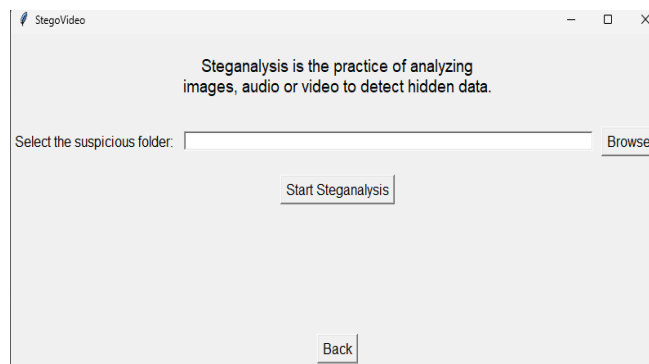 StegoVideo
Steganalysis is the practice of analyzing
images, audio or video to detect hidden data.
Select the suspicious folder: Browse
Start Steganalysis
Back